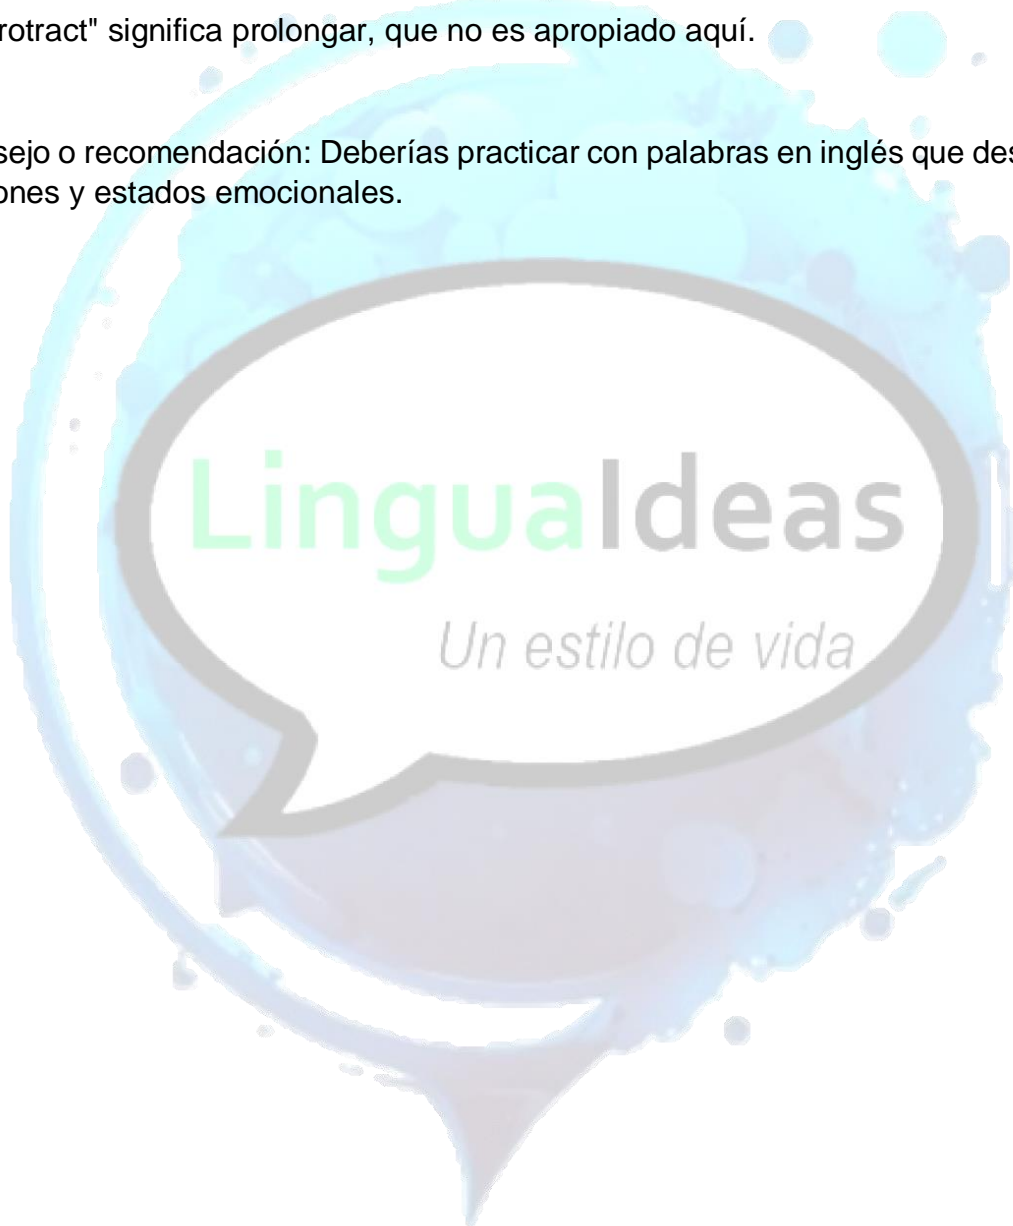 rotract" significa prolongar, que no es apropiado aquí.
sejo o recomendación: Deberías practicar con palabras en inglés que des
ones y estados emocionales.
LinguaIdeas
Un estilo de vida